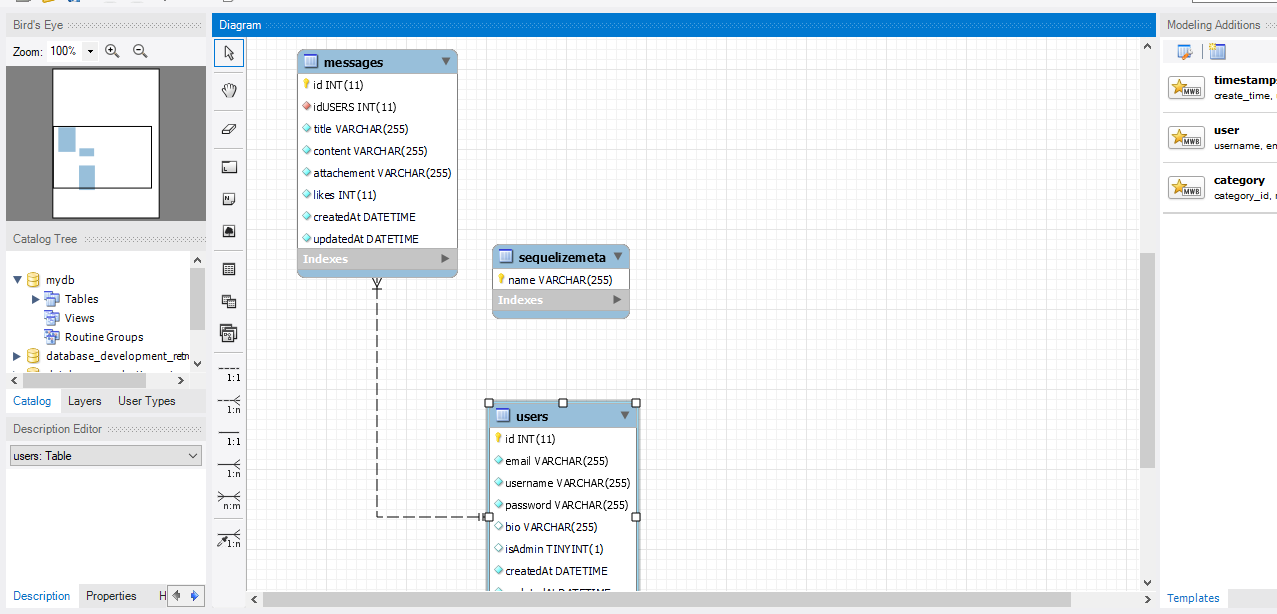 Bird's Eye
Zoom: 100%
Catalog Tree
mydb
Tables
Views
Routine Groups
database_development_retro
Catalog Layers User Types
Description Editor
users: Table
Description Properties H
Diagram
1:1
1:n
1:1
1:n
n:m
1:n
messages
id INT(11)
idUSERS INT(11)
title VARCHAR(255)
content VARCHAR(255)
attachement VARCHAR(255)
likes INT(11)
createdAt DATETIME
updatedAt DATETIME
Indexes
sequelizemeta
name VARCHAR(255)
Indexes
users
id INT(11)
email VARCHAR(255)
username VARCHAR(255)
password VARCHAR(255)
bio VARCHAR(255)
isAdmin TINYINT(1)
createdAt DATETIME
Modeling Additions
timestamps
create_time,
user
username, em
category
category_id,
Templates